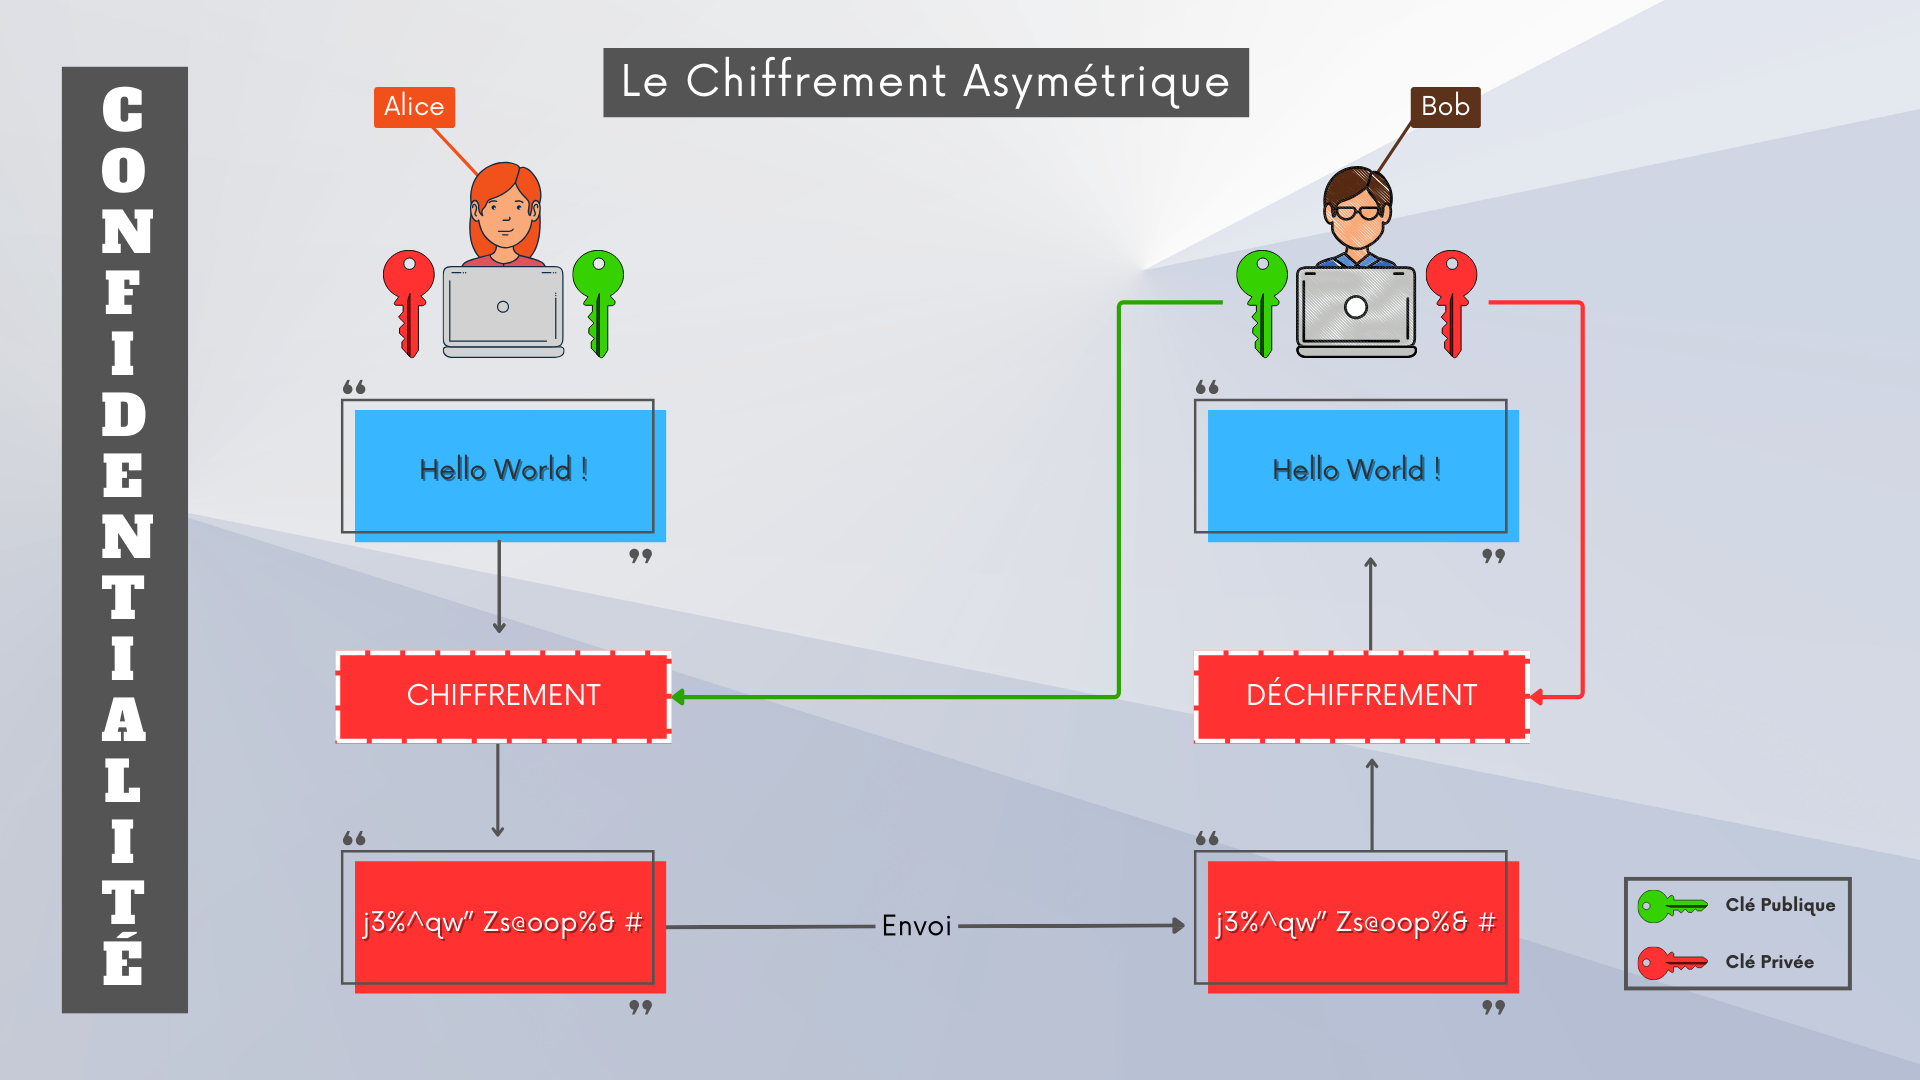 CONFIDENTIALITÉ
Le Chiffrement Asymétrique
Alice
Bob
“
Hello World !
”
“
Hello World !
”
CHIFFREMENT
DÉCHIFFREMENT
“
j3%^qw” Zs@oop%& #
”
Envoi
“
j3%^qw” Zs@oop%& #
”
Clé Publique
Clé Privée